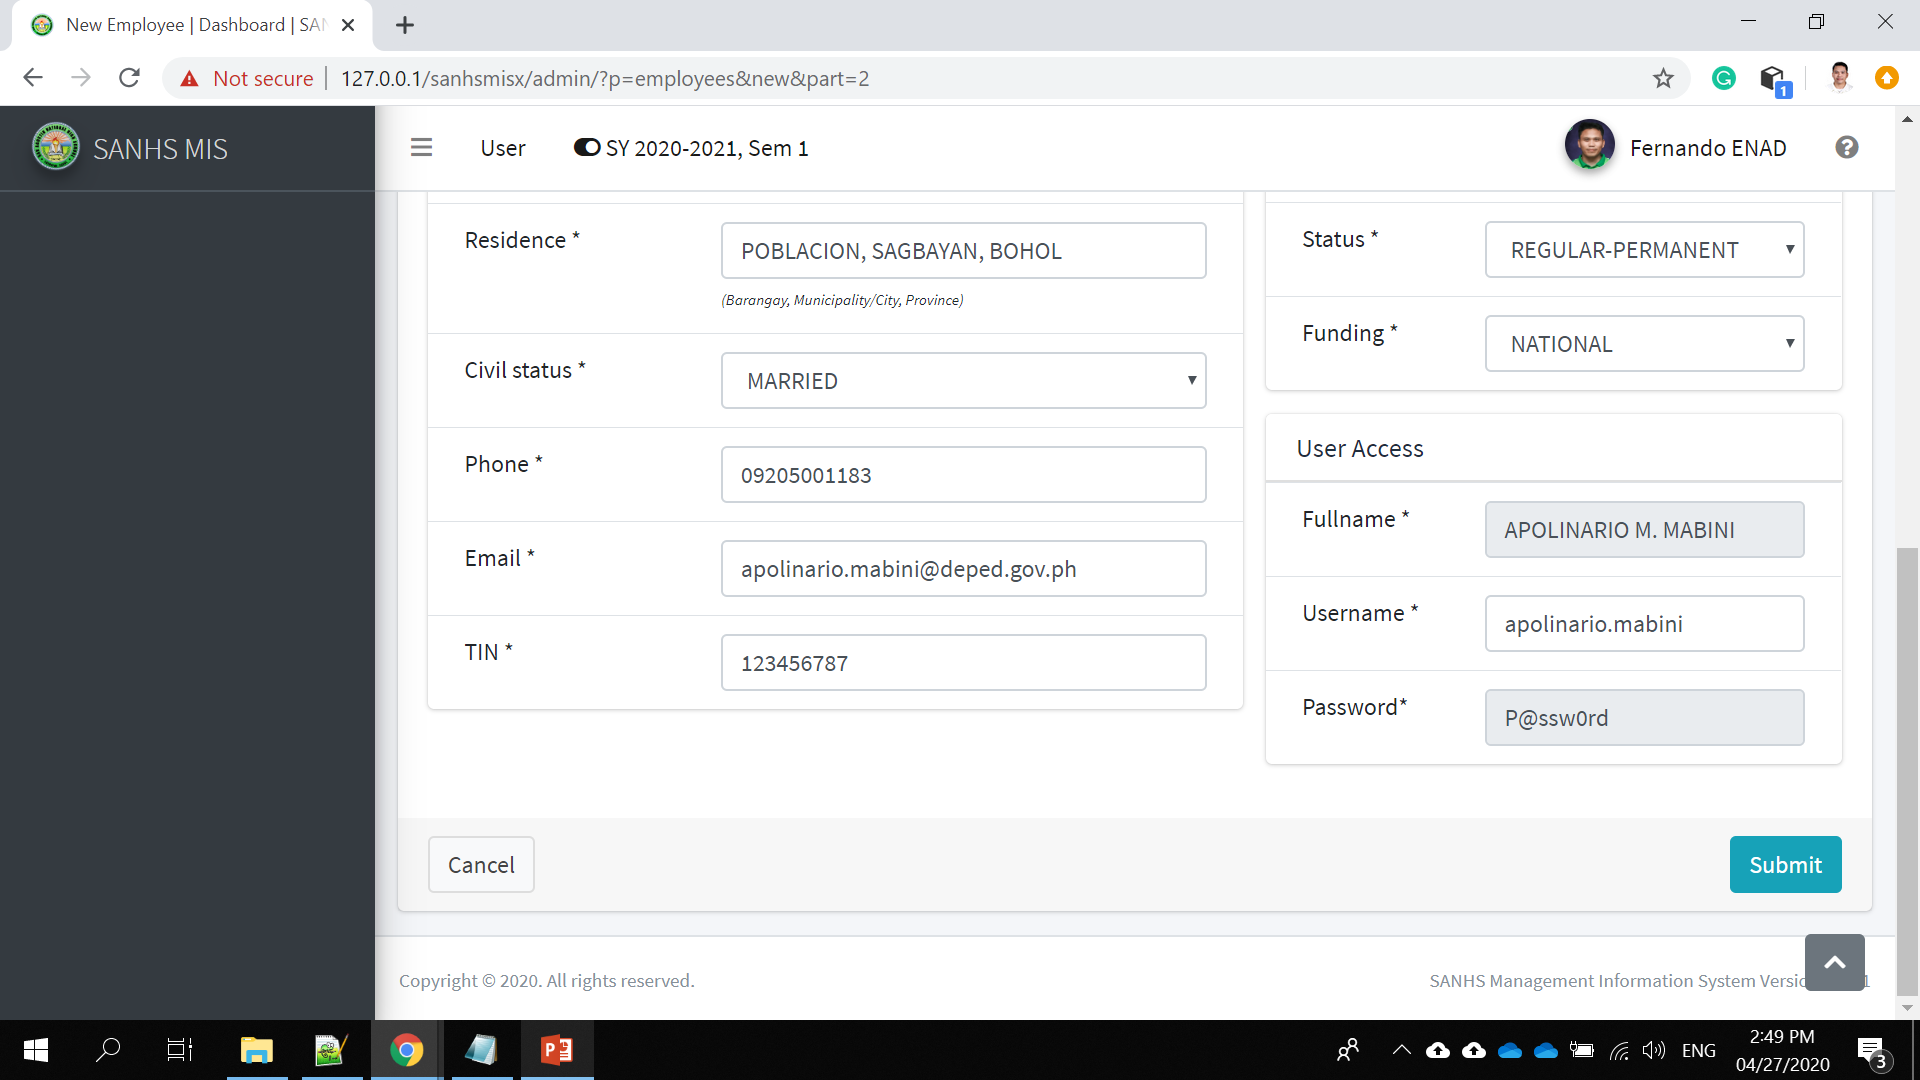 New Employee | Dashboard | SAN
Not secure
127.0.0.1/sanhsmisx/admin/?p=employees&new&part=2
1
SANHS MIS
User
SY 2020-2021, Sem 1
Fernando ENAD
Residence *
POBLACION, SAGBAYAN, BOHOL
(Barangay, Municipality/City, Province)
Civil status *
MARRIED
Phone *
09205001183
Email *
apolinario.mabini@deped.gov.ph
TIN *
123456787
Status *
REGULAR-PERMANENT
Funding *
NATIONAL
User Access
Fullname *
APOLINARIO M. MABINI
Username *
apolinario.mabini
Password*
P@ssw0rd
Cancel
Submit
Copyright © 2020. All rights reserved.
SANHS Management Information System
ENG
2:49 PM
04/27/2020
3